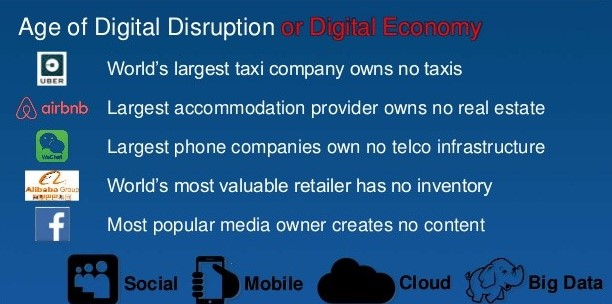 Age of Digital Disruption or Digital Economy
UBER
World's largest taxi company owns no taxis
airbnb
Largest accommodation provider owns no real estate
WeChat
Largest phone companies own no telco infrastructure
Alibaba Group
World's most valuable retailer has no inventory
f
Most popular media owner creates no content
Social
Mobile
Cloud
Big Data